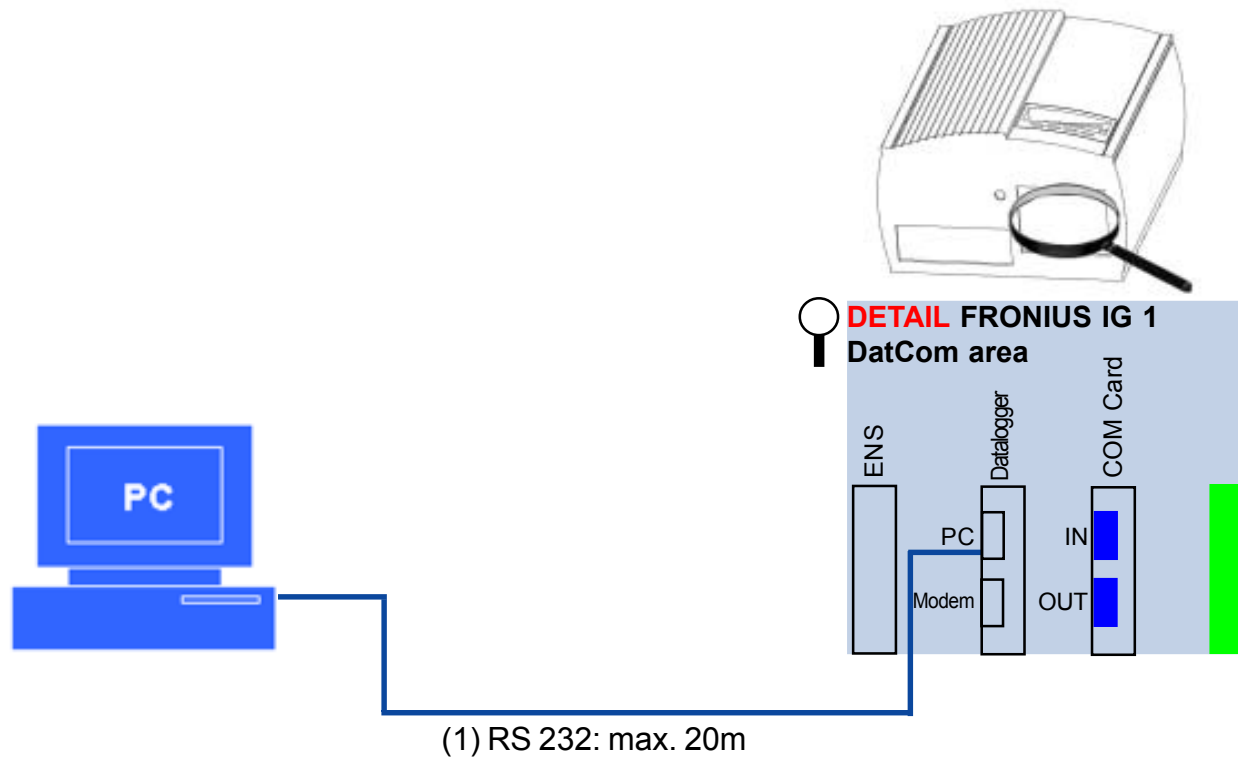 DETAIL FRONIUS IG 1
DatCom area
ENS
Datalogger
COM Card
PC
PC
IN
Modem
OUT
(1) RS 232: max. 20m